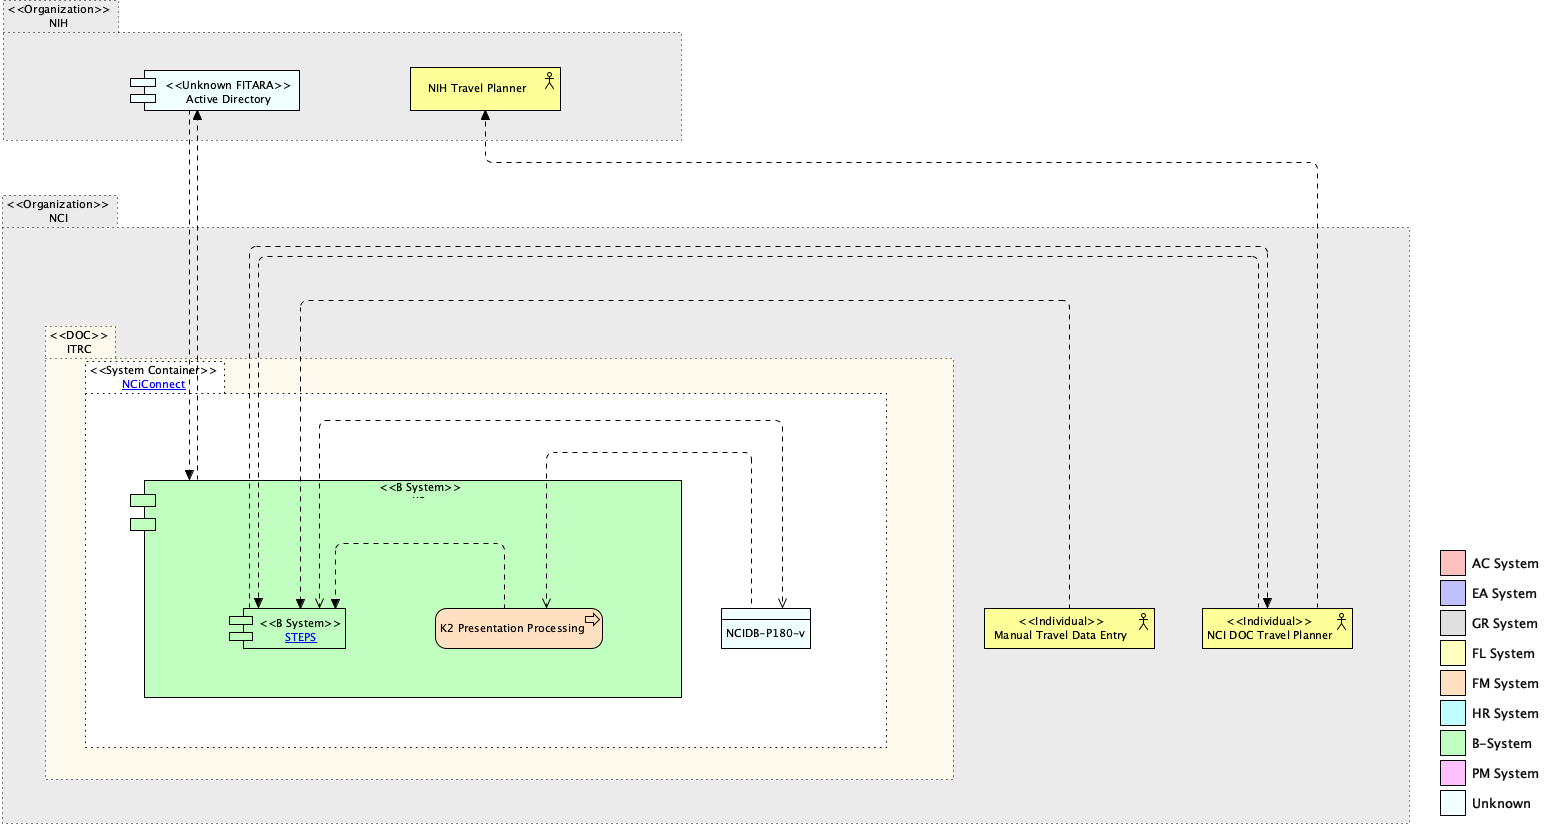 <<Organization>>
NIH
<<Unknown FITARA>>
Active Directory
NIH Travel Planner
<<Organization>>
NCI
<<DOC>>
ITRC
<<System Container>>
NCiConnect
<<B System>>
<<B System>>
STEPS
K2 Presentation Processing
NCIDB-P180-v
<<Individual>>
Manual Travel Data Entry
<<Individual>>
NCI DOC Travel Planner
AC System
EA System
GR System
FL System
FM System
HR System
B-System
PM System
Unknown